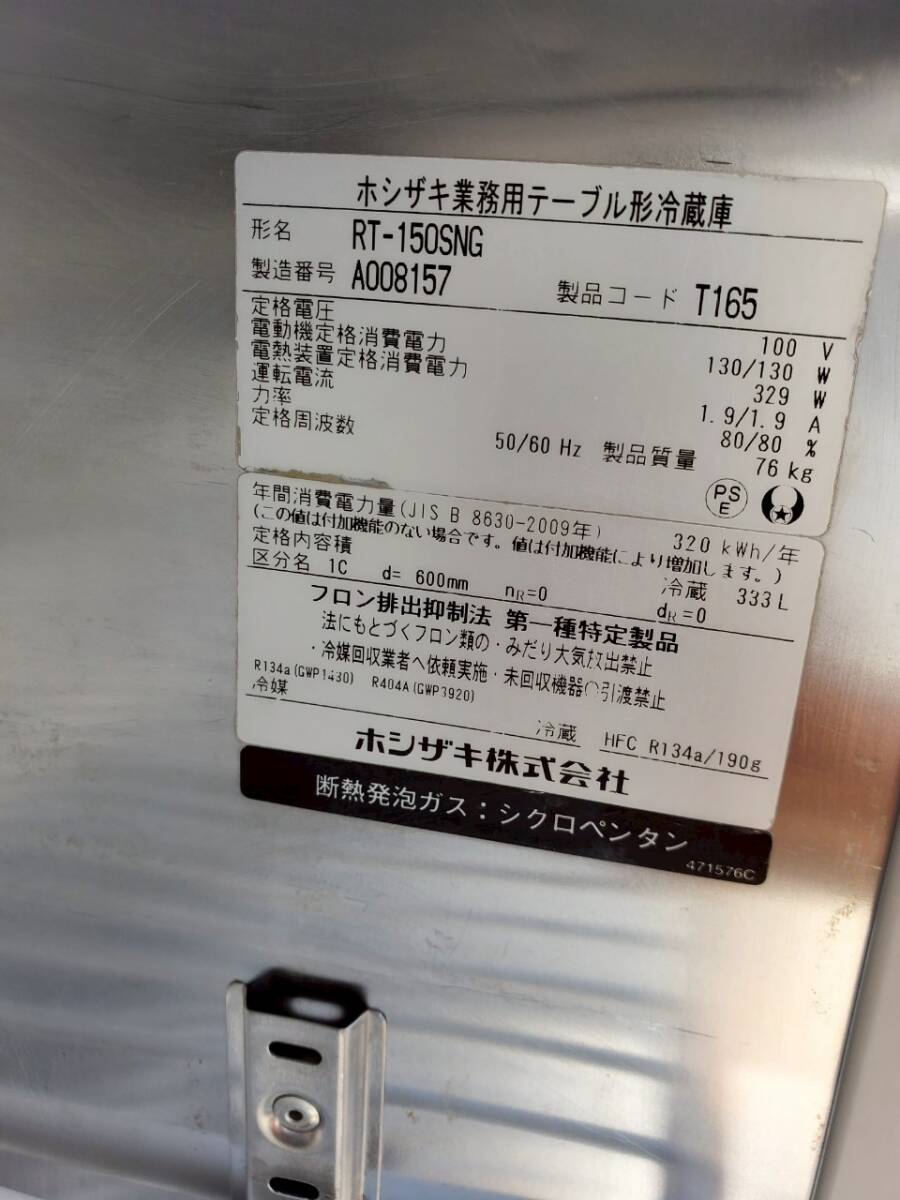 ホシザキ業務用テーブル形冷蔵庫
形名 RT-150SNG
製造番号 A008157 製品コード T165
定格電圧 100 V
電動機定格消費電力 130/130 W
電熱装置定格消費電力 329 W
運転電流 1.9/1.9 A
力率 80/80 %
定格周波数 50/60 Hz 製品質量 76 kg
PS
E
年間消費電力量(JIS B 8630-2009年) 320 kWh/年
(この値は付加機能のない場合です。値は付加機能により増加します。)
定格内容積 冷蔵 333 L
区分名 1C d= 600mm nR=0 dR=0
フロン排出抑制法 第一種特定製品
法にもとづくフロン類の・みだり大気放出禁止
・冷媒回収業者へ依頼実施・未回収機器の引渡禁止
R134a(GWP1430) R404A(GWP3920)
冷媒 冷蔵 HFC R134a/190g
ホシザキ株式会社
断熱発泡ガス：シクロペンタン
471576C